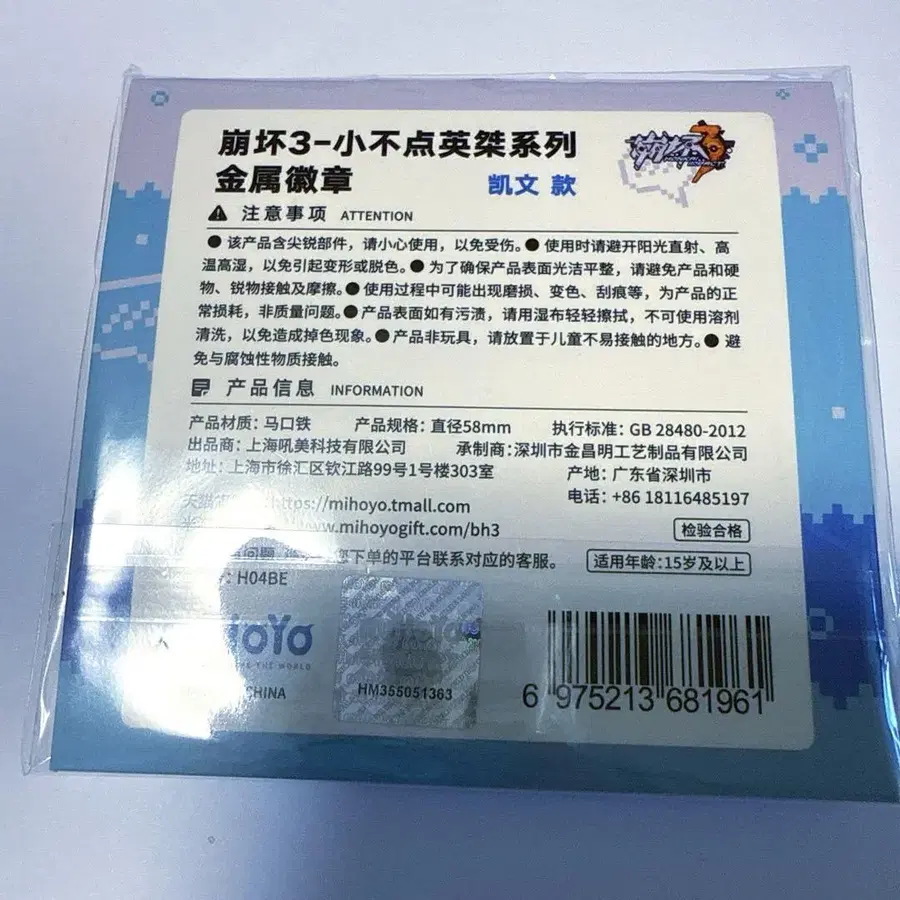 崩坏3-小不点英桀系列
金属徽章
凯文 款
崩坏3
注意事项 ATTENTION
●该产品含尖锐部件，请小心使用，以免受伤。●使用时请避开阳光直射、高
温高湿，以免引起变形或脱色。●为了确保产品表面光洁平整，请避免产品和硬
物、锐物接触及摩擦。●使用过程中可能出现磨损、变色、刮痕等，为产品的正
常损耗，非质量问题。●产品表面如有污渍，请用湿布轻轻擦拭，不可使用溶剂
清洗，以免造成掉色现象。●产品非玩具，请放置于儿童不易接触的地方。●避
免与腐蚀性物质接触。
产品信息 INFORMATION
产品材质：马口铁 产品规格：直径58mm 执行标准：GB 28480-2012
出品商：上海吼美科技有限公司 承制商：深圳市金昌明工艺制品有限公司
地址：上海市徐汇区钦江路99号1号楼303室 产地：广东省深圳市
电话：+86 18116485197
天猫 https://mihoyo.tmall.com
www.mihoyogift.com/bh3
检验合格
问题 您下单的平台联系对应的客服。
适用年龄：15岁及以上
：H04BE
HOYO
THE WORLD
CHINA
HM355051363
6 975213 681961